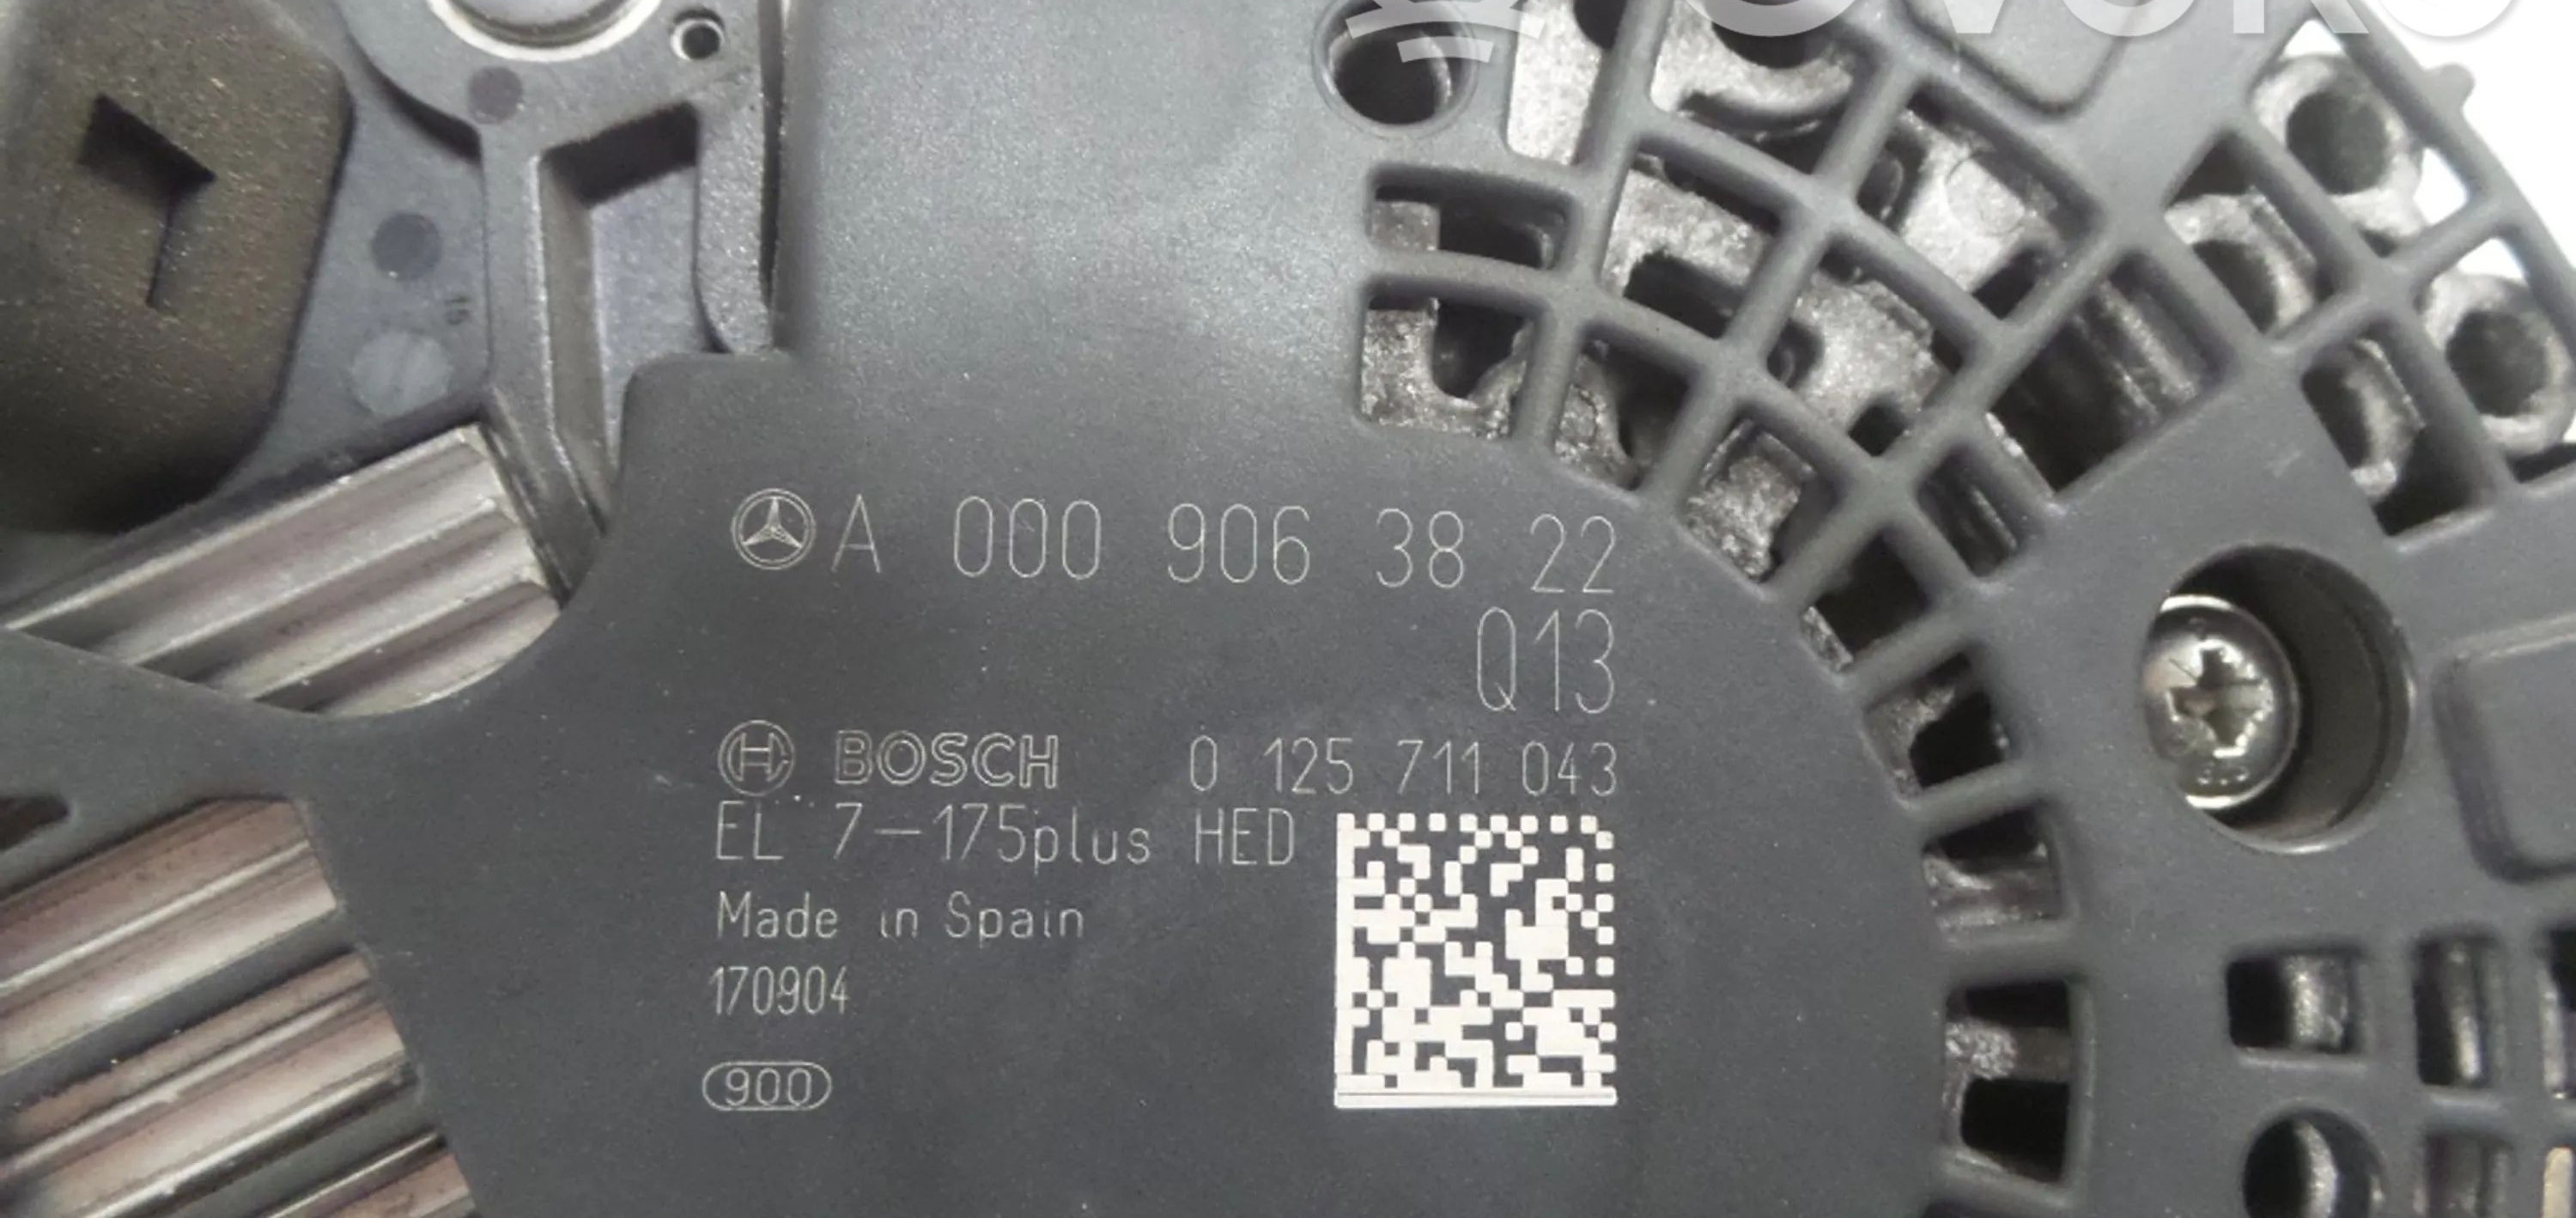 A 000 906 38 22
Q13
BOSCH 0 125 711 043
EL 7-175plus HED
Made in Spain
170904
900